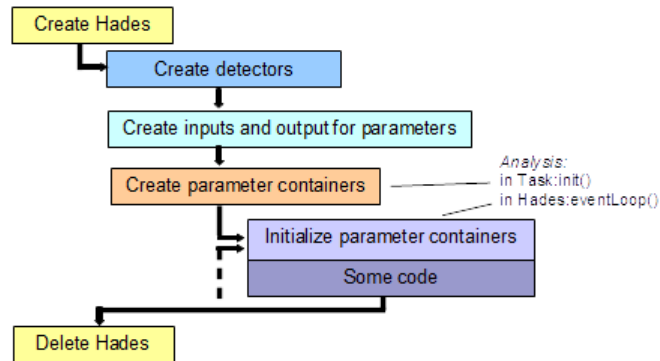 Create Hades
Create detectors
Create inputs and output for parameters
Analysis:
in Task:init()
in Hades:eventLoop()
Create parameter containers
Initialize parameter containers
Some code
Delete Hades